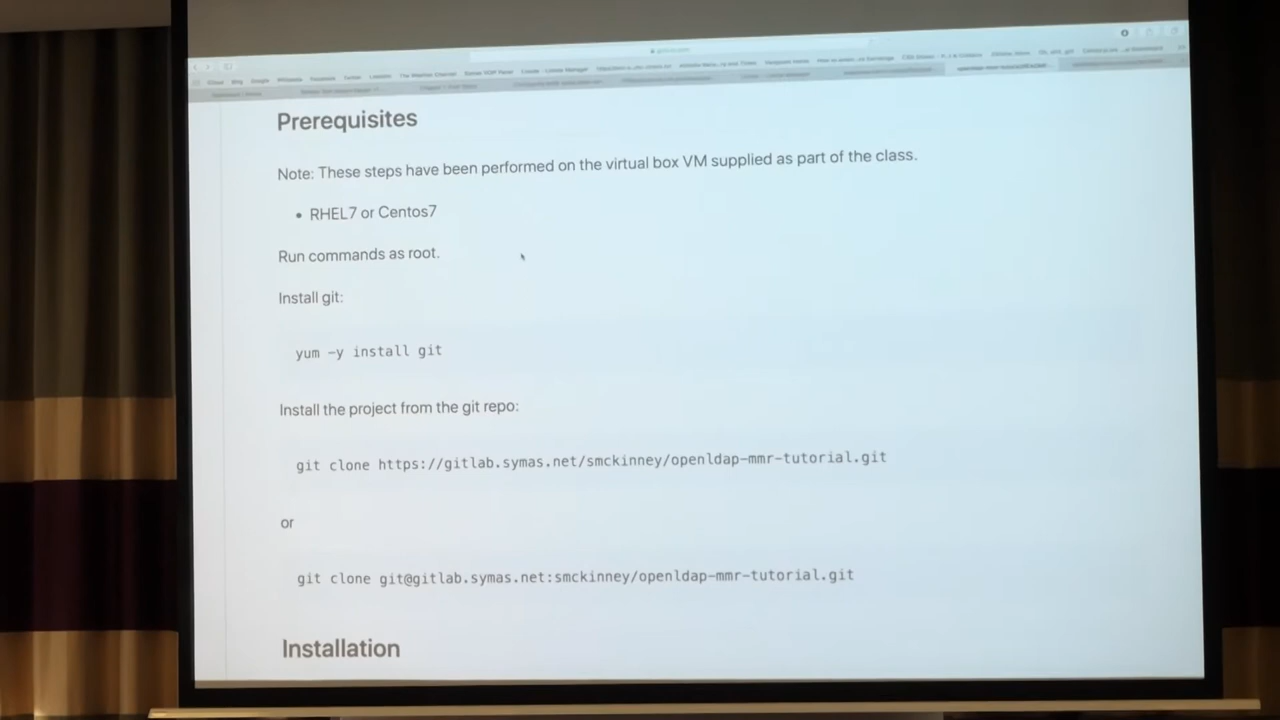 Prerequisites
Note: These steps have been performed on the virtual box VM supplied as part of the class.
• RHEL7 or Centos7
Run commands as root.
Install git:
yum -y install git
Install the project from the git repo:
git clone https://gitlab.symas.net/smckinney/openldap-mmr-tutorial.git
or
git clone git@gitlab.symas.net:smckinney/openldap-mmr-tutorial.git
Installation